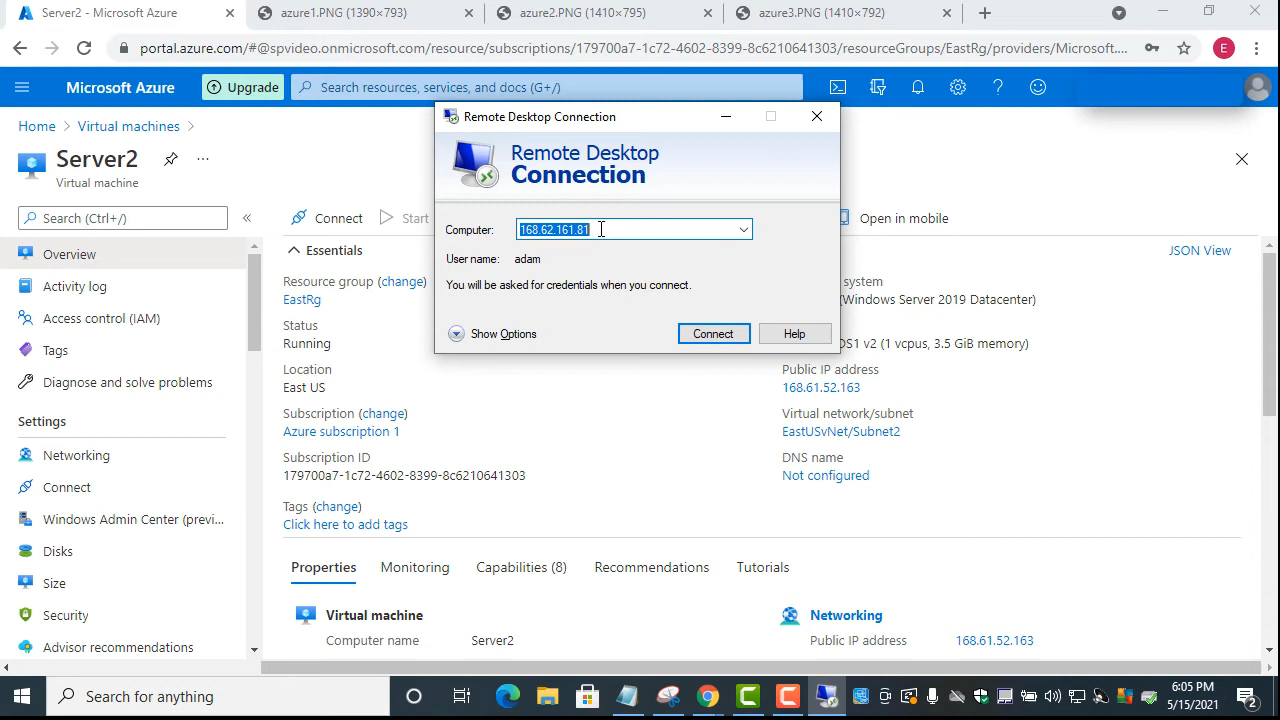 Server2 - Microsoft Azure
azure1.PNG (1390×793)
azure2.PNG (1410×795)
azure3.PNG (1410×792)
portal.azure.com/#@spvideo.onmicrosoft.com/resource/subscriptions/179700a7-1c72-4602-8399-8c6210641303/resourceGroups/EastRg/providers/Microsoft....
E
Microsoft Azure
Upgrade
Search resources, services, and docs (G+/)
Home
Virtual machines
Server2
Virtual machine
Search (Ctrl+/)
Connect
Start
Open in mobile
Remote Desktop Connection
Remote Desktop
Connection
Computer:
168.62.161.81
User name:
adam
You will be asked for credentials when you connect.
Show Options
Connect
Help
Overview
Activity log
Access control (IAM)
Tags
Diagnose and solve problems
Settings
Networking
Connect
Windows Admin Center (previ...
Disks
Size
Security
Advisor recommendations
Essentials
JSON View
Resource group (change)
EastRg
Status
Running
Location
East US
Subscription (change)
Azure subscription 1
Subscription ID
179700a7-1c72-4602-8399-8c6210641303
Tags (change)
Click here to add tags
system
(Windows Server 2019 Datacenter)
v2 (1 vcpus, 3.5 GiB memory)
Public IP address
168.61.52.163
Virtual network/subnet
EastUSvNet/Subnet2
DNS name
Not configured
Properties
Monitoring
Capabilities (8)
Recommendations
Tutorials
Virtual machine
Computer name
Server2
Networking
Public IP address
168.61.52.163
Search for anything
6:05 PM
5/15/2021
2